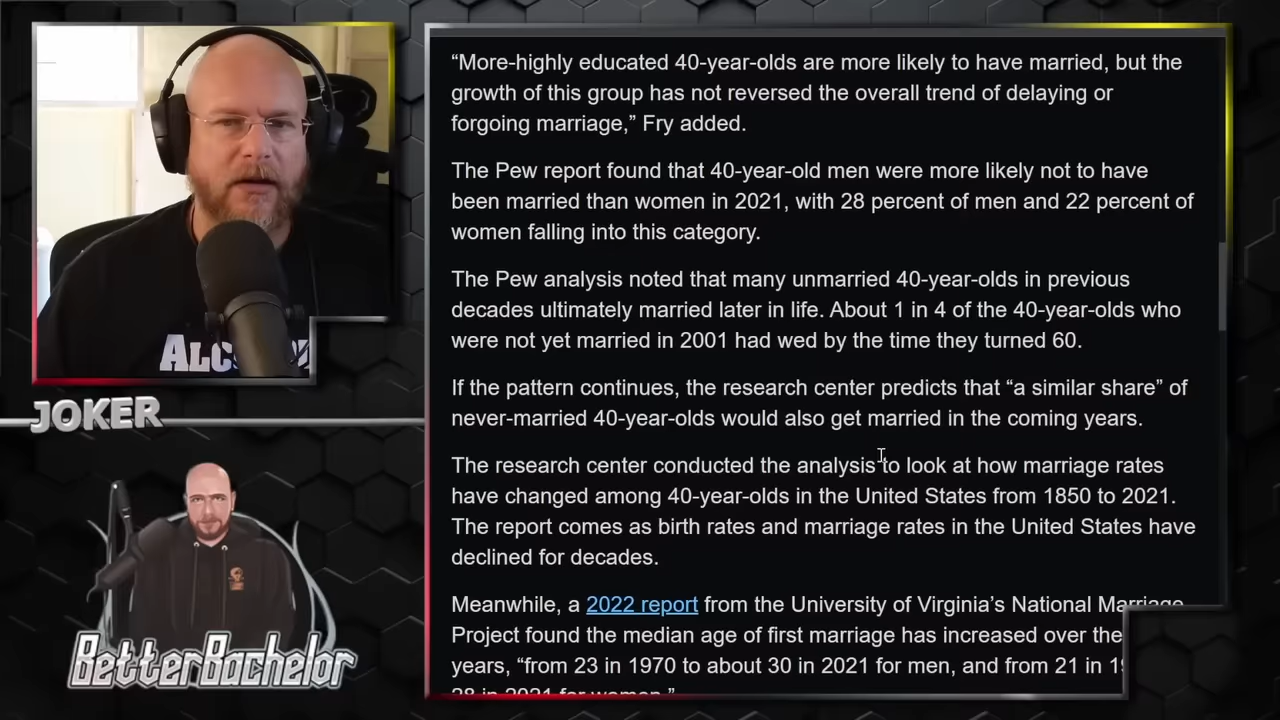 “More-highly educated 40-year-olds are more likely to have married, but the
growth of this group has not reversed the overall trend of delaying or
forgoing marriage,” Fry added.
The Pew report found that 40-year-old men were more likely not to have
been married than women in 2021, with 28 percent of men and 22 percent of
women falling into this category.
The Pew analysis noted that many unmarried 40-year-olds in previous
decades ultimately married later in life. About 1 in 4 of the 40-year-olds who
were not yet married in 2001 had wed by the time they turned 60.
If the pattern continues, the research center predicts that “a similar share” of
never-married 40-year-olds would also get married in the coming years.
The research center conducted the analysis to look at how marriage rates
have changed among 40-year-olds in the United States from 1850 to 2021.
The report comes as birth rates and marriage rates in the United States have
declined for decades.
Meanwhile, a 2022 report from the University of Virginia’s National Marriage
Project found the median age of first marriage has increased over the
years, “from 23 in 1970 to about 30 in 2021 for men, and from 21 in
28 in 2021 for women.”
JOKER
BetterBachelor